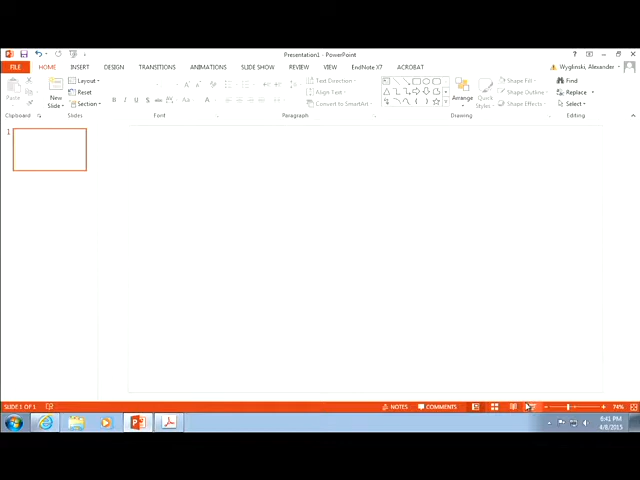 Presentation1 - PowerPoint
FILE HOME INSERT DESIGN TRANSITIONS ANIMATIONS SLIDE SHOW REVIEW VIEW EndNote X7 ACROBAT Wyglinski, Alexander
Paste
New Slide
Layout
Reset
Section
B I U S abc AV Aa A
Text Direction
Align Text
Convert to SmartArt
Arrange
Quick Styles
Shape Fill
Shape Outline
Shape Effects
Find
Replace
Select
Clipboard Slides Font Paragraph Drawing Editing
1
SLIDE 1 OF 1 NOTES COMMENTS 74%
6:41 PM
4/8/2015